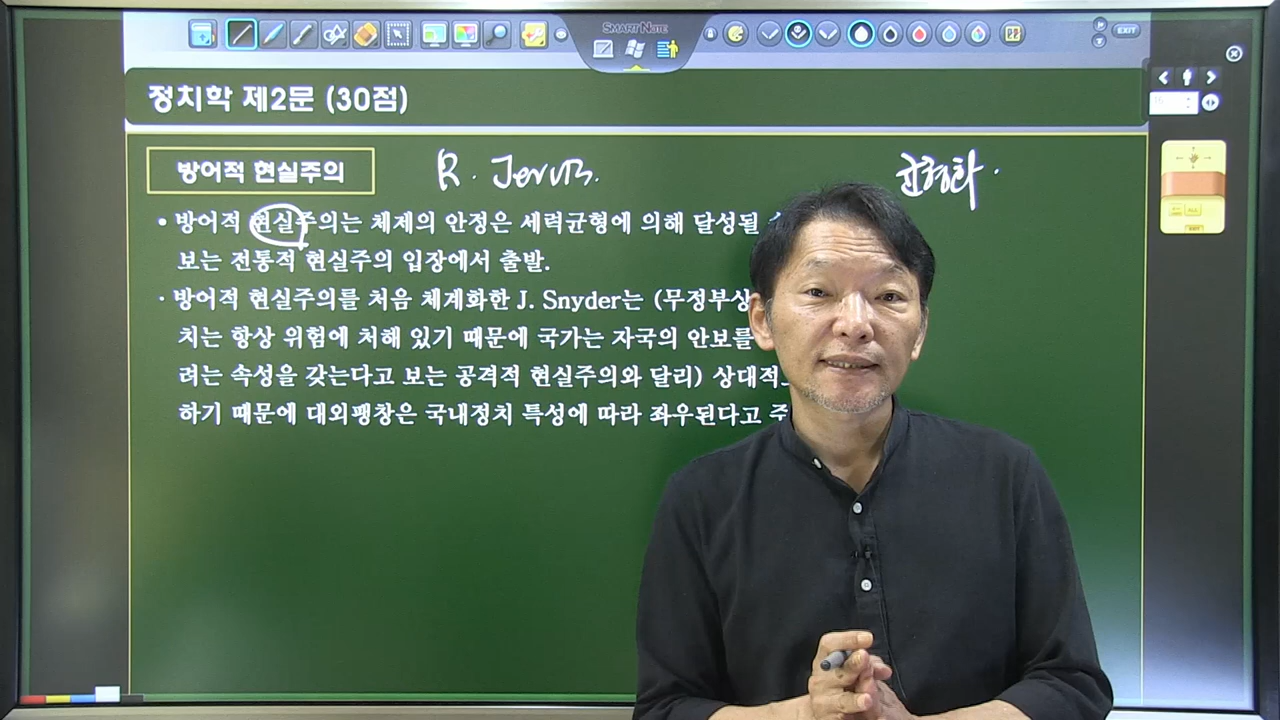 SMART NOTE
EXIT
정치학 제2문 (30점)
방어적 현실주의
R. Jervis.
균형화.
• 방어적 현실주의는 체제의 안정은 세력균형에 의해 달성될
보는 전통적 현실주의 입장에서 출발.
· 방어적 현실주의를 처음 체계화한 J. Snyder는 (무정부상
치는 항상 위험에 처해 있기 때문에 국가는 자국의 안보를
려는 속성을 갖는다고 보는 공격적 현실주의와 달리) 상대적
하기 때문에 대외팽창은 국내정치 특성에 따라 좌우된다고 주